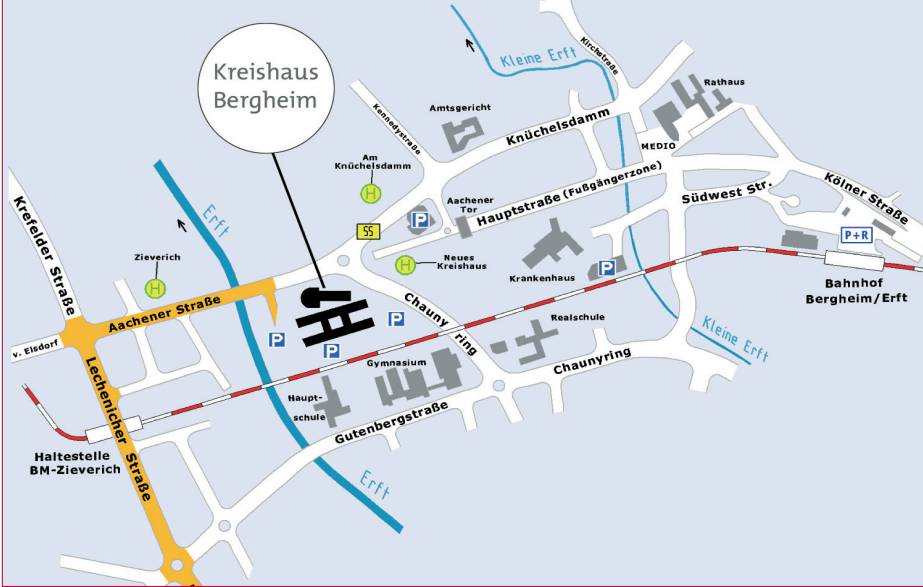 Kirchstraße
Kleine Erft
Kreishaus
Bergheim
Rathaus
Kennedystraße
Amtsgericht
Knüchelsdamm
MEDIO
Am
Knüchelsdamm
H
Krefelder Straße
Erft
Aachener
Tor
Hauptstraße (Fußgängerzone)
Südwest Str.
Kölner Straße
P
55
P+R
Zieverich
H
Neues
Kreishaus
H
Krankenhaus
P
Bahnhof
Bergheim/Erft
Aachener Straße
Chaunyring
P
P
P
Realschule
Kleine Erft
v. Elsdorf
Lechenicher Straße
Gymnasium
Chaunyring
Haupt-
schule
Gutenbergstraße
Haltestelle
BM-Zieverich
Erft